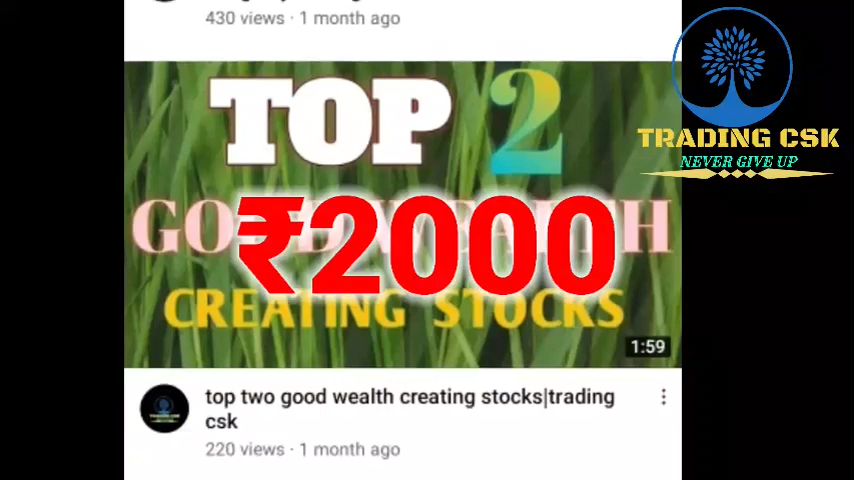 430 views · 1 month ago
TRADING CSK
NEVER GIVE UP
TOP 2
₹2000
CREATING STOCKS
1:59
top two good wealth creating stocks|trading
csk
220 views · 1 month ago